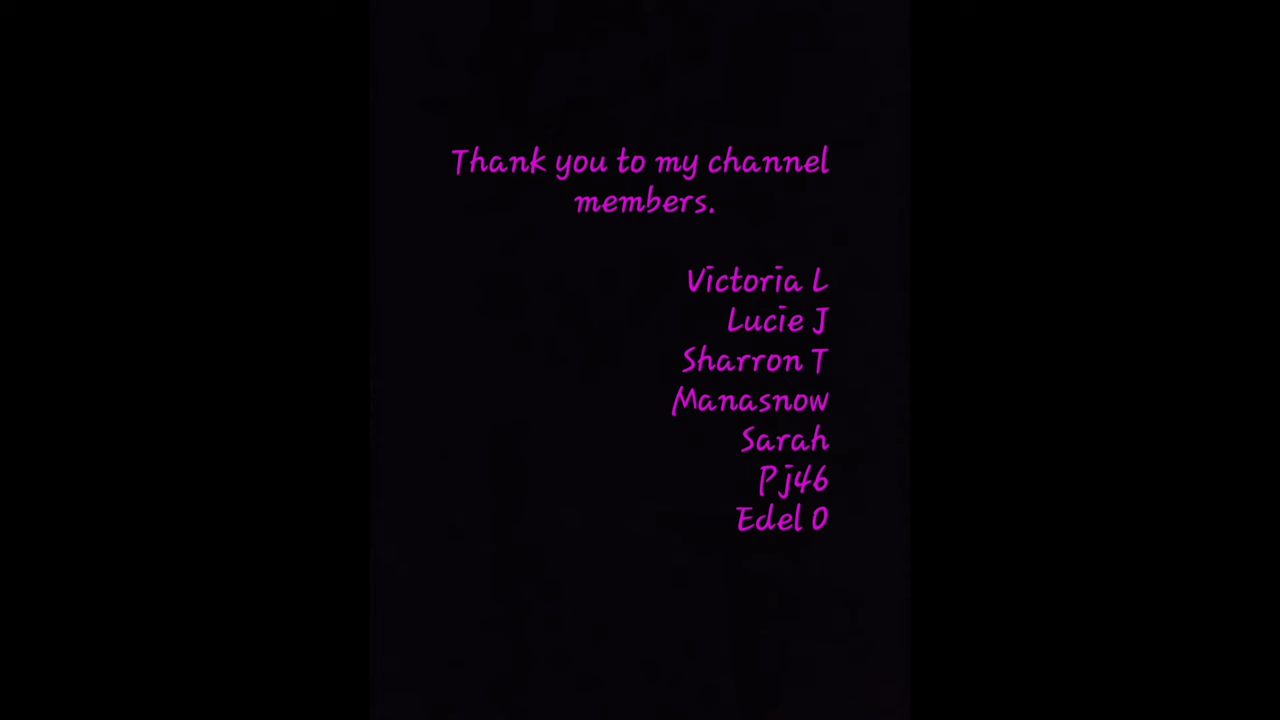 Thank you to my channel
members.
Victoria L
Lucie J
Sharron T
Manasnow
Sarah
Pj46
Edel O